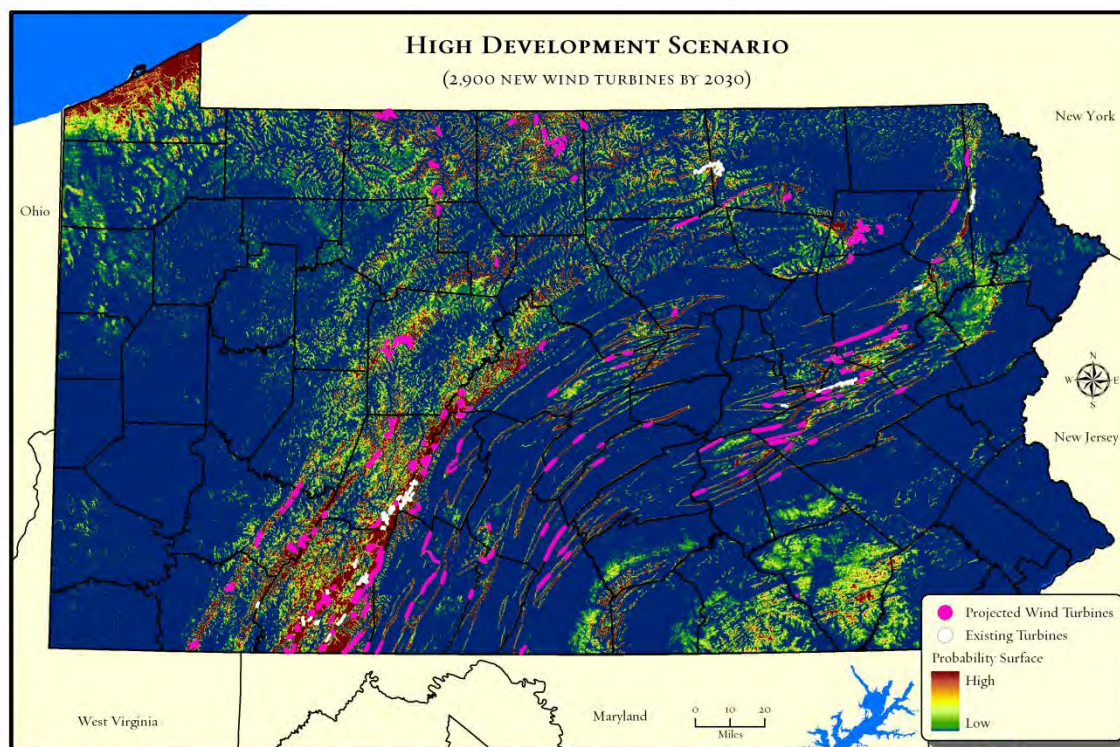 High Development Scenario
(2,900 new wind turbines by 2030)
New York
Ohio
N
W E
S
New Jersey
Projected Wind Turbines
Existing Turbines
Probability Surface
High
Low
West Virginia
Maryland
0 10 20
Miles